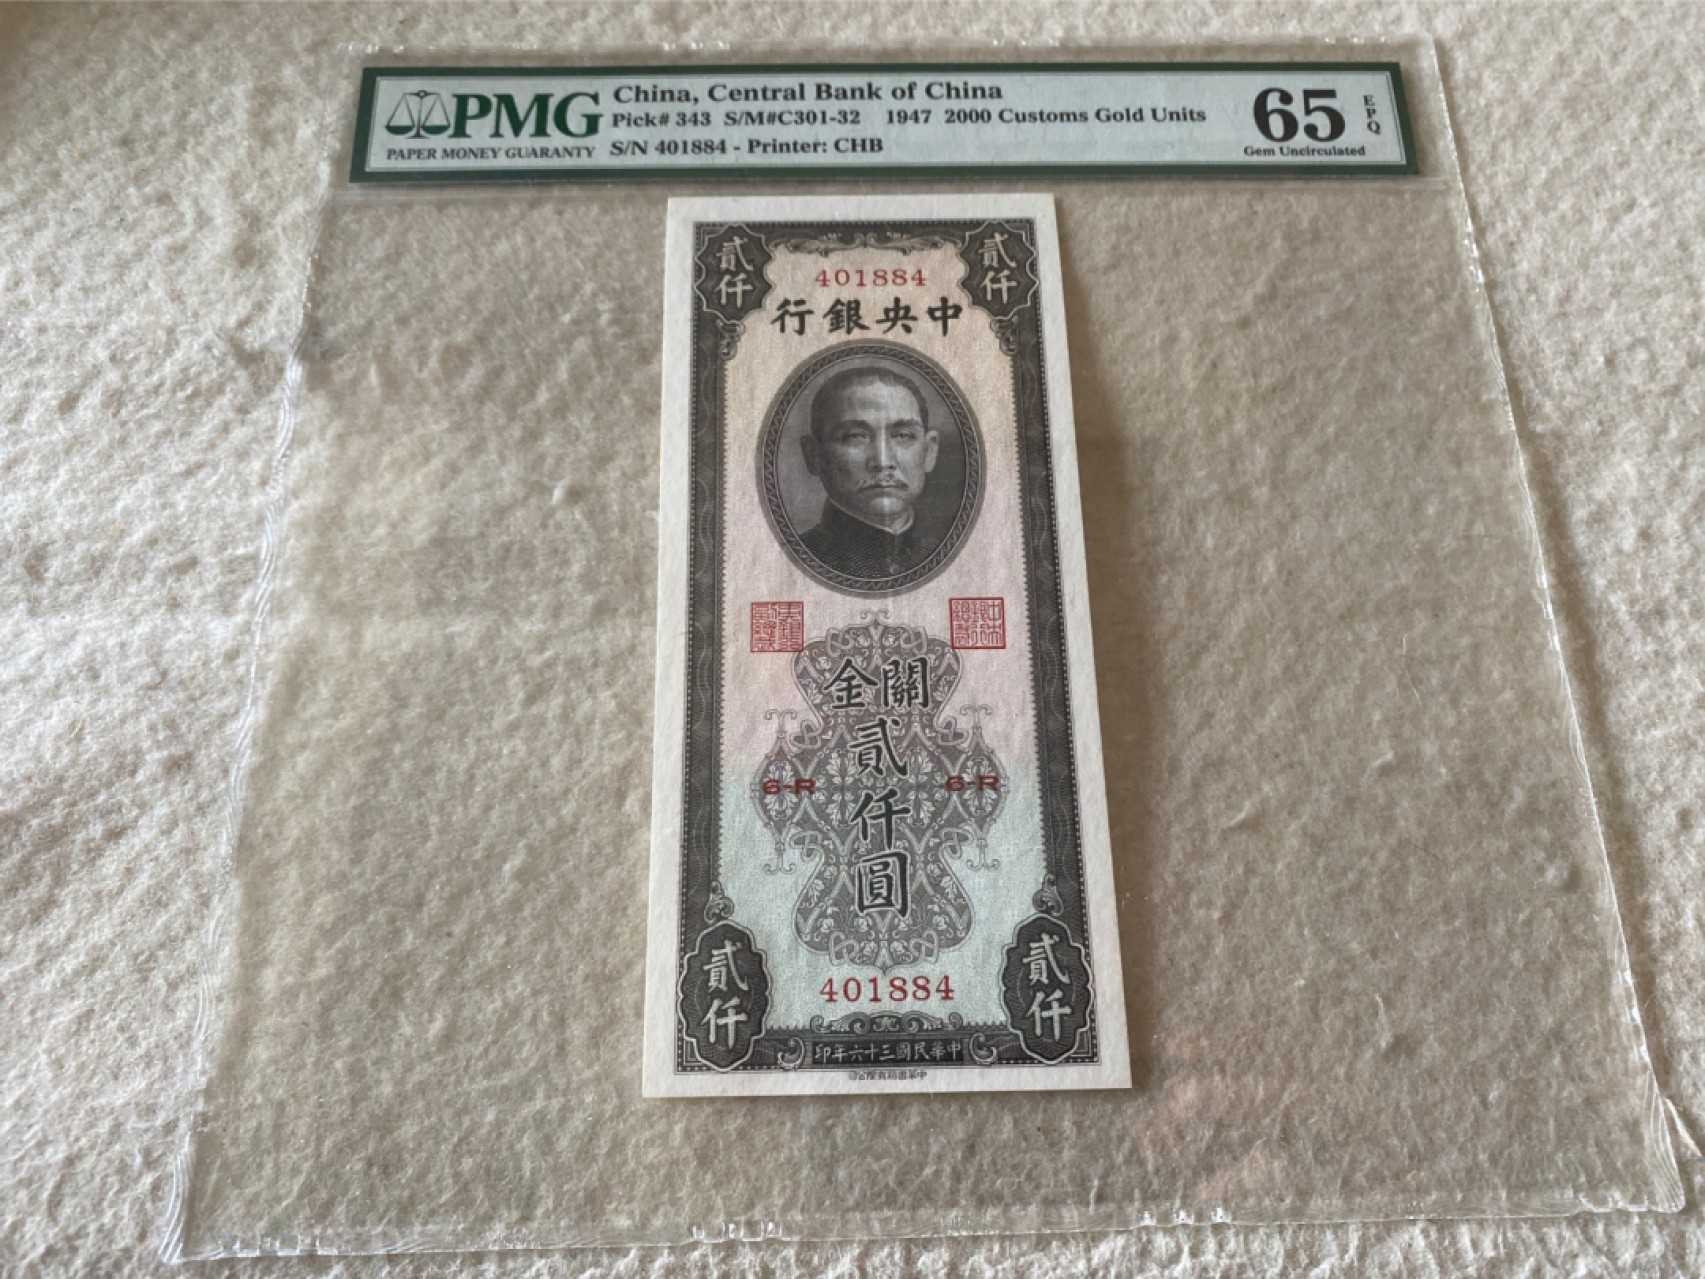 PMG
PAPER MONEY GUARANTY
China, Central Bank of China
Pick# 343 S/M#C301-32 1947 2000 Customs Gold Units
S/N 401884 - Printer: CHB
65
EPQ
Gem Uncirculated
貳仟
貳仟
401884
中央銀行
關金
貳仟圓
6-R 6-R
401884
貳仟
貳仟
中華民國三十六年印